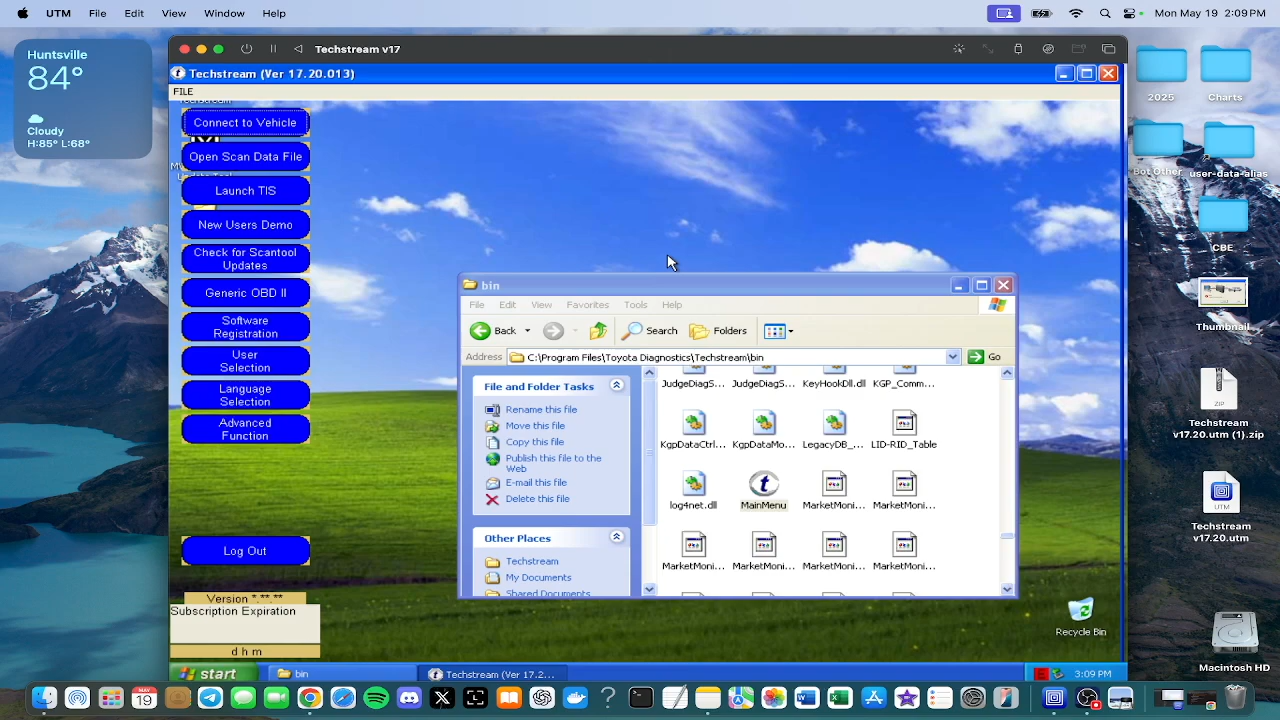 UTM File Edit View Window Help
Mon May 19 2:09 PM
Huntsville
84°
Cloudy
H:85° L:68°
Techstream v17
Techstream (Ver 17.20.013)
FILE
Connect to Vehicle
Open Scan Data File
Launch TIS
New Users Demo
Check for Scantool
Updates
Generic OBD II
Software
Registration
User
Selection
Language
Selection
Advanced
Function
Log Out
Version ****
Subscription Expiration
d h m
bin
File Edit View Favorites Tools Help
Back Search Folders
Address C:\Program Files\Toyota Diagnostics\Techstream\bin Go
File and Folder Tasks
Rename this file
Move this file
Copy this file
Publish this file to the
Web
E-mail this file
Delete this file
Other Places
Techstream
My Documents
Shared Documents
JudgeDiagS... JudgeDiagS... KeyHookDll.dll KGP_Comm...
KgpDataCtrl... KgpDataMo... LegacyDB_... LID-RID_Table
log4net.dll MainMenu MarketMoni... MarketMoni...
MarketMoni... MarketMoni... MarketMoni... MarketMoni...
Recycle Bin
start bin Techstream (Ver 17.2... 3:09 PM
2025 Charts
Bot Other user-data-alias
CBE
Thumbnail
ZIP
Techstream
v17.20.utm (1).zip
UTM
Techstream
v17.20.utm
Macintosh HD
MAY
19